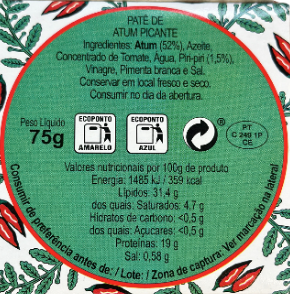 PATÉ DE
ATUM PICANTE
Ingredientes: Atum (52%), Azeite,
Concentrado de Tomate, Água, Piri-piri (1,5%),
Vinagre, Pimenta branca e Sal.
Conservar em local fresco e seco.
Consumir no dia da abertura.
Peso Líquido
75g
ECOPONTO
AMARELO
ECOPONTO
AZUL
®
PT
C 249 1P
CE
Valores nutricionais por 100g de produto
Energia: 1485 kJ / 359 kcal
Lípidos: 31,4 g
dos quais: Saturados: 4,7 g
Hidratos de carbono: <0,5 g
dos quais: Açucares: <0,5 g
Proteínas: 19 g
Sal: 0,58 g
Consumir de preferência antes de: / Lote: / Zona de captura: Ver marcação na lateral